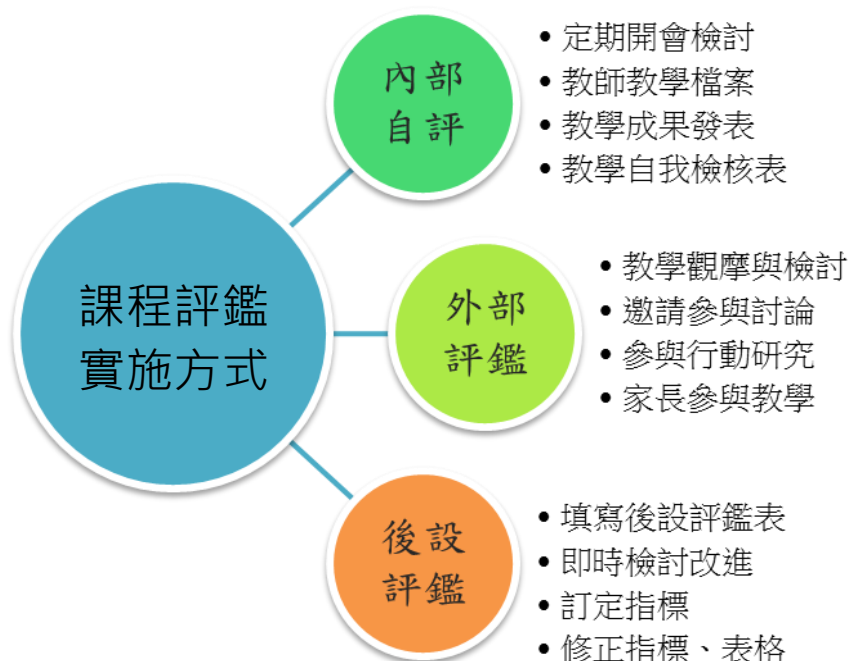 課程評鑑
實施方式
內部
自評
• 定期開會檢討
• 教師教學檔案
• 教學成果發表
• 教學自我檢核表
外部
評鑑
• 教學觀摩與檢討
• 邀請參與討論
• 參與行動研究
• 家長參與教學
後設
評鑑
• 填寫後設評鑑表
• 即時檢討改進
• 訂定指標
• 修正指標、表格